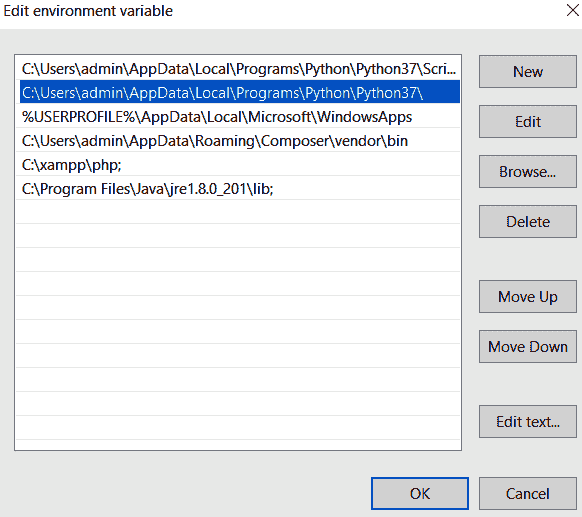 Edit environment variable
C:\Users\admin\AppData\Local\Programs\Python\Python37\Scri...
C:\Users\admin\AppData\Local\Programs\Python\Python37\
%USERPROFILE%\AppData\Local\Microsoft\WindowsApps
C:\Users\admin\AppData\Roaming\Composer\vendor\bin
C:\xampp\php;
C:\Program Files\Java\jre1.8.0_201\lib;
New
Edit
Browse...
Delete
Move Up
Move Down
Edit text...
OK
Cancel